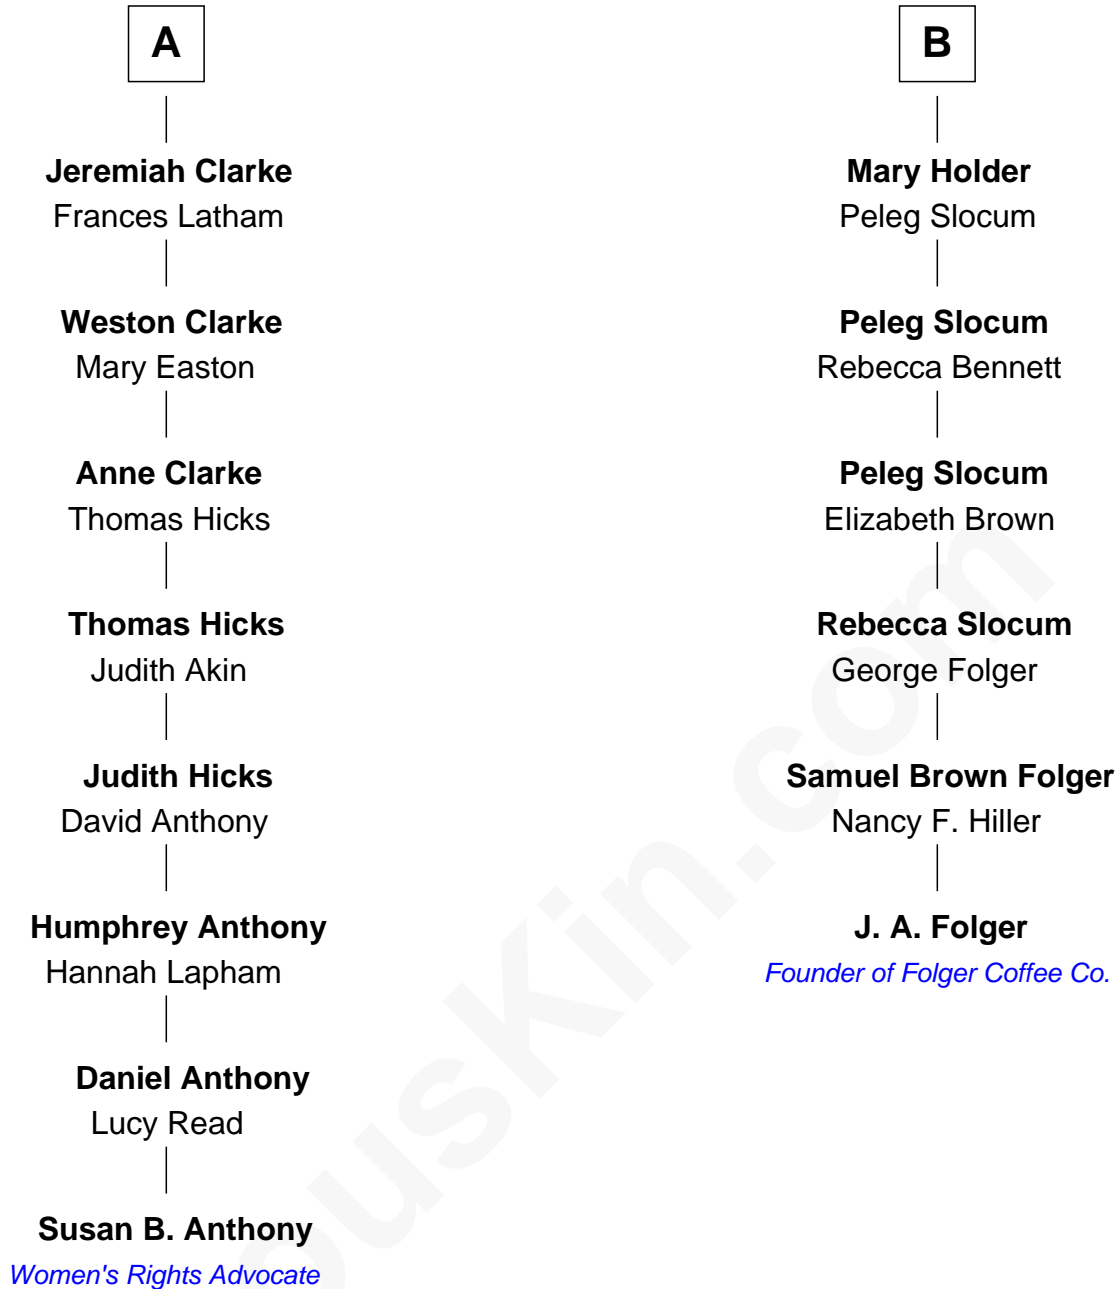 A
Jeremiah Clarke
Frances Latham
Weston Clarke
Mary Easton
Anne Clarke
Thomas Hicks
Thomas Hicks
Judith Akin
Judith Hicks
David Anthony
Humphrey Anthony
Hannah Lapham
Daniel Anthony
Lucy Read
Susan B. Anthony
Women's Rights Advocate
B
Mary Holder
Peleg Slocum
Peleg Slocum
Rebecca Bennett
Peleg Slocum
Elizabeth Brown
Rebecca Slocum
George Folger
Samuel Brown Folger
Nancy F. Hiller
J. A. Folger
Founder of Folger Coffee Co.
ousKin.com